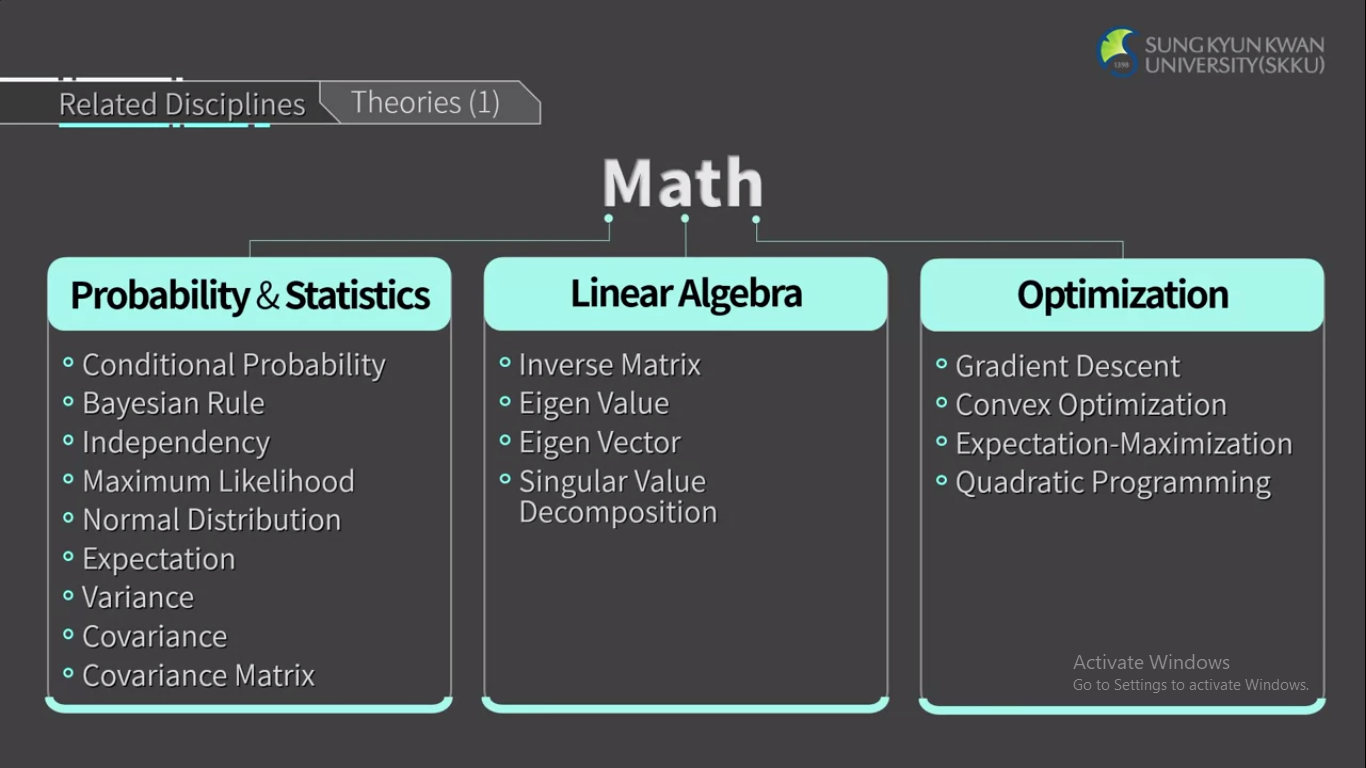 SUNG KYUN KWAN
UNIVERSITY(SKKU)
1398
Related Disciplines
Theories (1)
Math
Probability & Statistics
Conditional Probability
Bayesian Rule
Independency
Maximum Likelihood
Normal Distribution
Expectation
Variance
Covariance
Covariance Matrix
Linear Algebra
Inverse Matrix
Eigen Value
Eigen Vector
Singular Value
Decomposition
Optimization
Gradient Descent
Convex Optimization
Expectation-Maximization
Quadratic Programming
Activate Windows
Go to Settings to activate Windows.